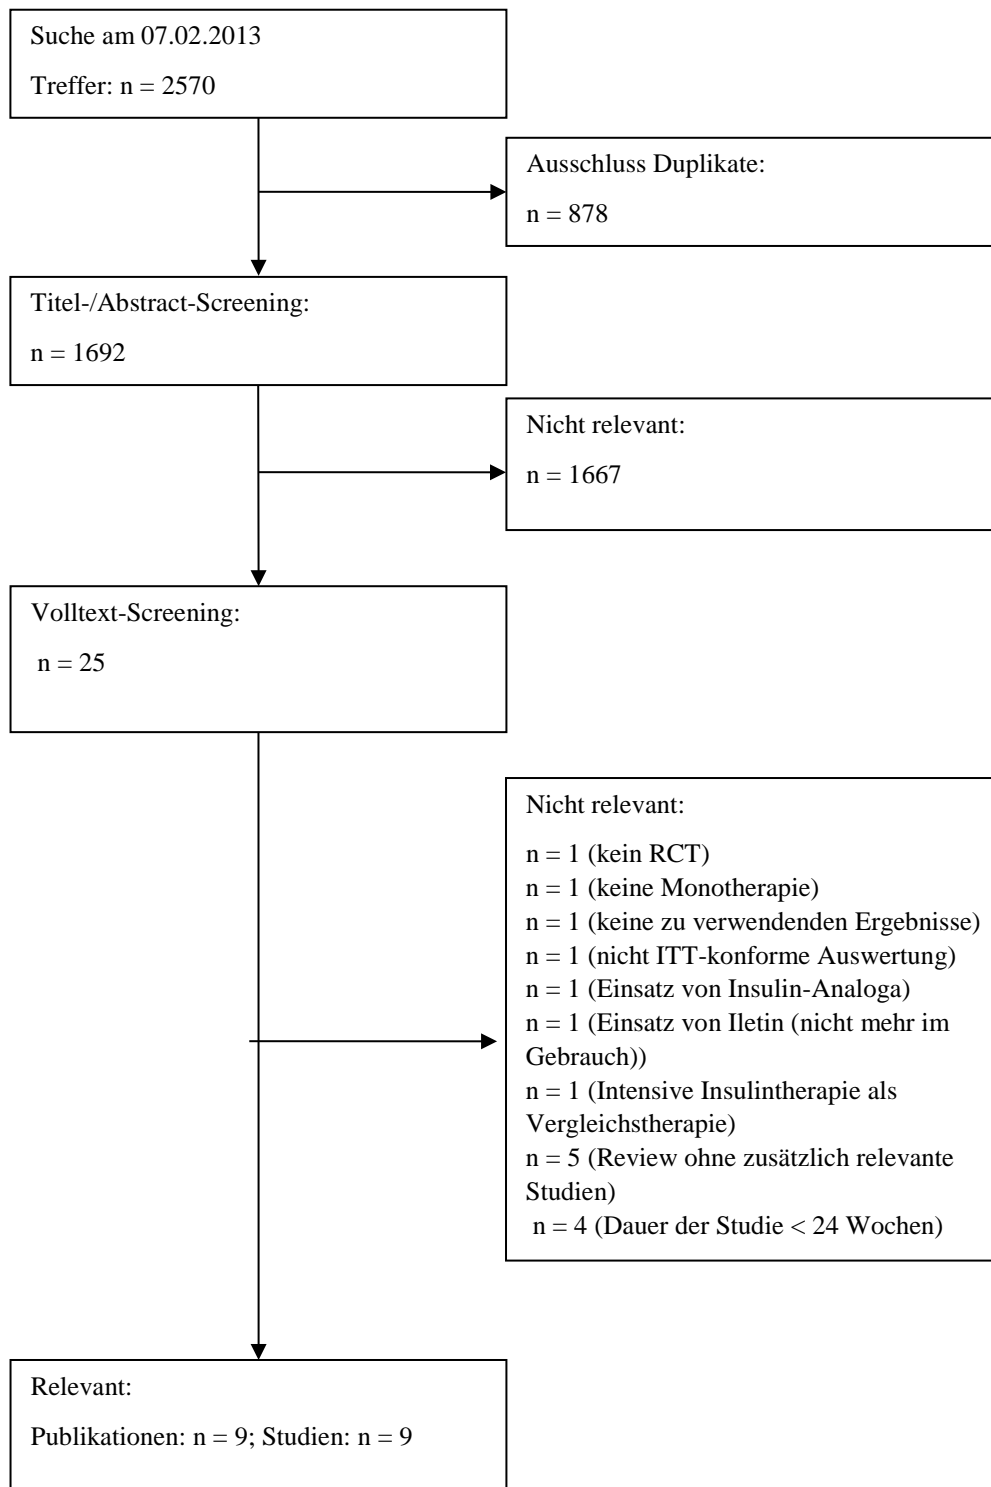 Suche am 07.02.2013
Treffer: n = 2570
Ausschluss Duplikate:
n = 878
Titel-/Abstract-Screening:
n = 1692
Nicht relevant:
n = 1667
Volltext-Screening:
n = 25
Nicht relevant:
n = 1 (kein RCT)
n = 1 (keine Monotherapie)
n = 1 (keine zu verwendenden Ergebnisse)
n = 1 (nicht ITT-konforme Auswertung)
n = 1 (Einsatz von Insulin-Analoga)
n = 1 (Einsatz von Iletin (nicht mehr im
Gebrauch))
n = 1 (Intensive Insulintherapie als
Vergleichstherapie)
n = 5 (Review ohne zusätzlich relevante
Studien)
n = 4 (Dauer der Studie < 24 Wochen)
Relevant:
Publikationen: n = 9; Studien: n = 9